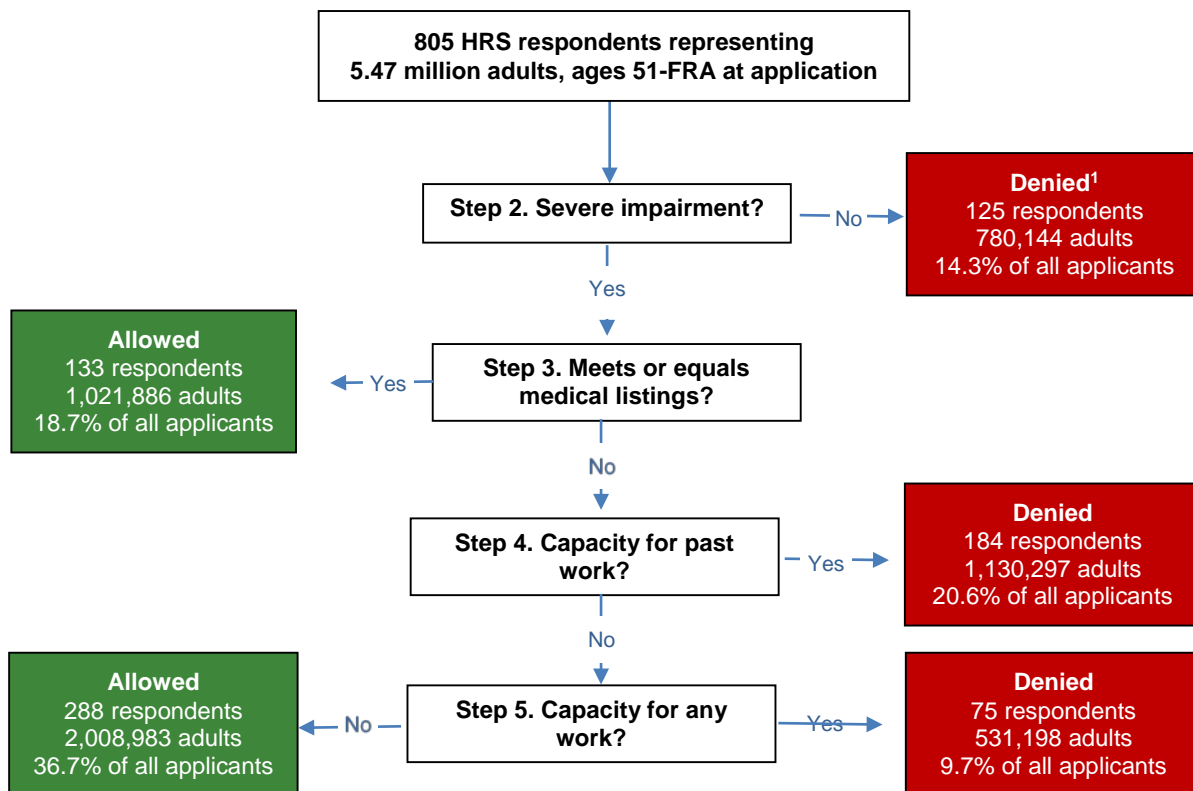 805 HRS respondents representing
5.47 million adults, ages 51-FRA at application
Step 2. Severe impairment?
No
Denied¹
125 respondents
780,144 adults
14.3% of all applicants
Yes
Allowed
133 respondents
1,021,886 adults
18.7% of all applicants
Yes
Step 3. Meets or equals
medical listings?
No
Step 4. Capacity for past
work?
Yes
Denied
184 respondents
1,130,297 adults
20.6% of all applicants
No
Allowed
288 respondents
2,008,983 adults
36.7% of all applicants
No
Step 5. Capacity for any
work?
Yes
Denied
75 respondents
531,198 adults
9.7% of all applicants